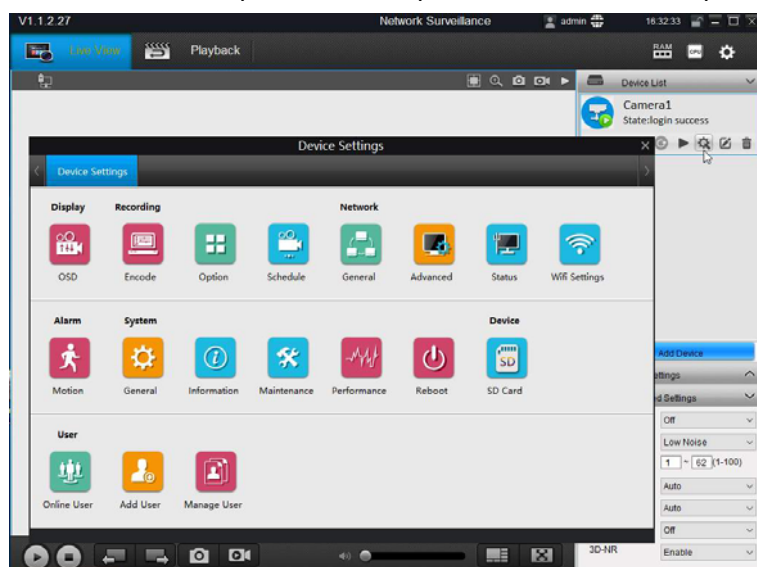 V1.1.2.27 Network Surveillance admin 16:32:33
Live View Playback RAM CPU
Device List
Camera1
State:login success
Device Settings
Device Settings
Display Recording Network
OSD Encode Option Schedule General Advanced Status Wifi Settings
Alarm System Device
SD
Motion General Information Maintenance Performance Reboot SD Card
User
Online User Add User Manage User
Add Device
ettings
d Settings
Off
Low Noise
1 ~ 62 (1-100)
Auto
Auto
Off
3D-NR Enable